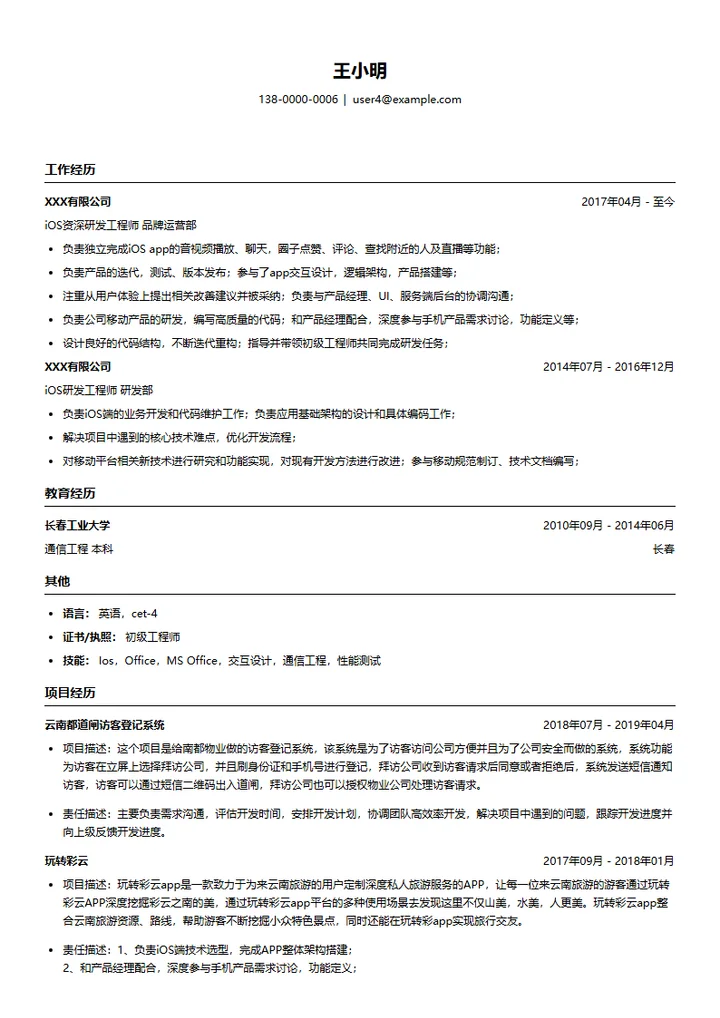 王小明
138-0000-0006 | user4@example.com
工作经历
XXX有限公司 2017年04月 - 至今
iOS资深研发工程师 品牌运营部
• 负责独立完成iOS app的音视频播放、聊天，圈子点赞、评论、查找附近的人及直播等功能；
• 负责产品的迭代，测试、版本发布；参与了app交互设计，逻辑架构，产品搭建等；
• 注重从用户体验上提出相关改善建议并被采纳；负责与产品经理、UI、服务端后台的协调沟通；
• 负责公司移动产品的研发，编写高质量的代码；和产品经理配合，深度参与手机产品需求讨论，功能定义等；
• 设计良好的代码结构，不断迭代重构；指导并带领初级工程师共同完成研发任务；
XXX有限公司 2014年07月 - 2016年12月
iOS研发工程师 研发部
• 负责iOS端的业务开发和代码维护工作；负责应用基础架构的设计和具体编码工作；
• 解决项目中遇到的核心技术难点，优化开发流程；
• 对移动平台相关新技术进行研究和功能实现，对现有开发方法进行改进；参与移动规范制订、技术文档编写；
教育经历
长春工业大学 2010年09月 - 2014年06月
通信工程 本科 长春
其他
• 语言： 英语，cet-4
• 证书/执照： 初级工程师
• 技能： Ios，Office，MS Office，交互设计，通信工程，性能测试
项目经历
云南都道闸访客登记系统 2018年07月 - 2019年04月
• 项目描述：这个项目是给南都物业做的访客登记系统，该系统是为了访客访问公司方便并且为了公司安全而做的系统，系统功能
为访客在立屏上选择拜访公司，并且刷身份证和手机号进行登记，拜访公司收到访客请求后同意或者拒绝后，系统发送短信通知
访客，访客可以通过短信二维码出入道闸，拜访公司也可以授权物业公司处理访客请求。
• 责任描述：主要负责需求沟通，评估开发时间，安排开发计划，协调团队高效率开发，解决项目中遇到的问题，跟踪开发进度并
向上级反馈开发进度。
玩转彩云 2017年09月 - 2018年01月
• 项目描述：玩转彩云app是一款致力于为来云南旅游的用户定制深度私人旅游服务的APP，让每一位来云南旅游的游客通过玩转
彩云APP深度挖掘彩云之南的美，通过玩转彩云app平台的多种使用场景去发现这里不仅山美，水美，人更美。玩转彩云app整
合云南旅游资源、路线，帮助游客不断挖掘小众特色景点，同时还能在玩转彩app实现旅行交友。
• 责任描述：1、负责iOS端技术选型，完成APP整体架构搭建；
2、和产品经理配合，深度参与手机产品需求讨论，功能定义；